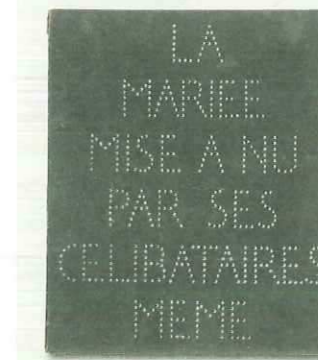 LA
MARIEE
MISE A NU
PAR SES
CELIBATAIRES
MEME